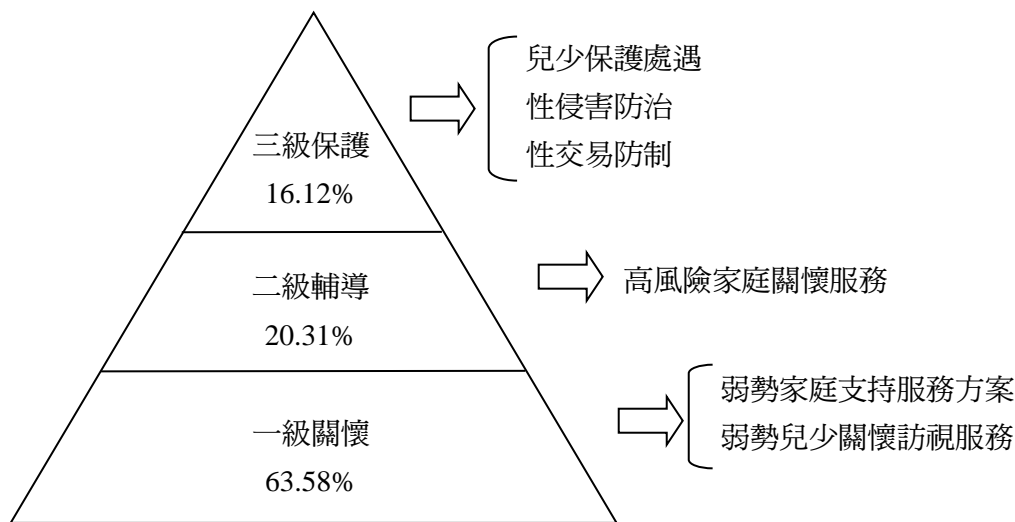 三級保護
16.12%
兒少保護處遇
性侵害防治
性交易防制
二級輔導
20.31%
高風險家庭關懷服務
一級關懷
63.58%
弱勢家庭支持服務方案
弱勢兒少關懷訪視服務